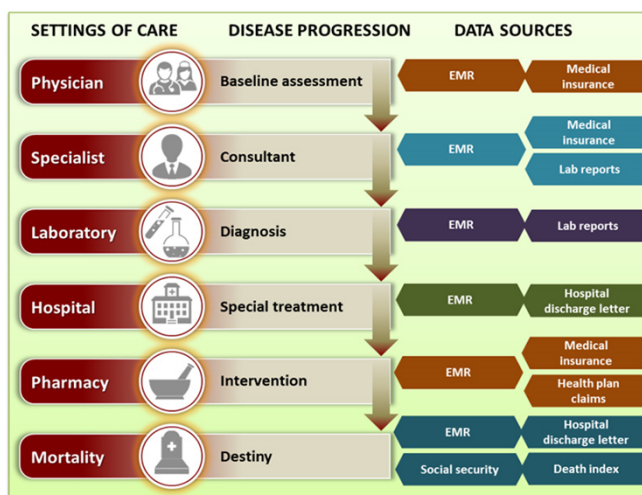 SETTINGS OF CARE DISEASE PROGRESSION DATA SOURCES
Physician Baseline assessment EMR Medical insurance
Specialist Consultant EMR Medical insurance
Lab reports
Laboratory Diagnosis EMR Lab reports
Hospital Special treatment EMR Hospital discharge letter
Pharmacy Intervention EMR Medical insurance
Health plan claims
Mortality Destiny EMR Hospital discharge letter
Social security Death index